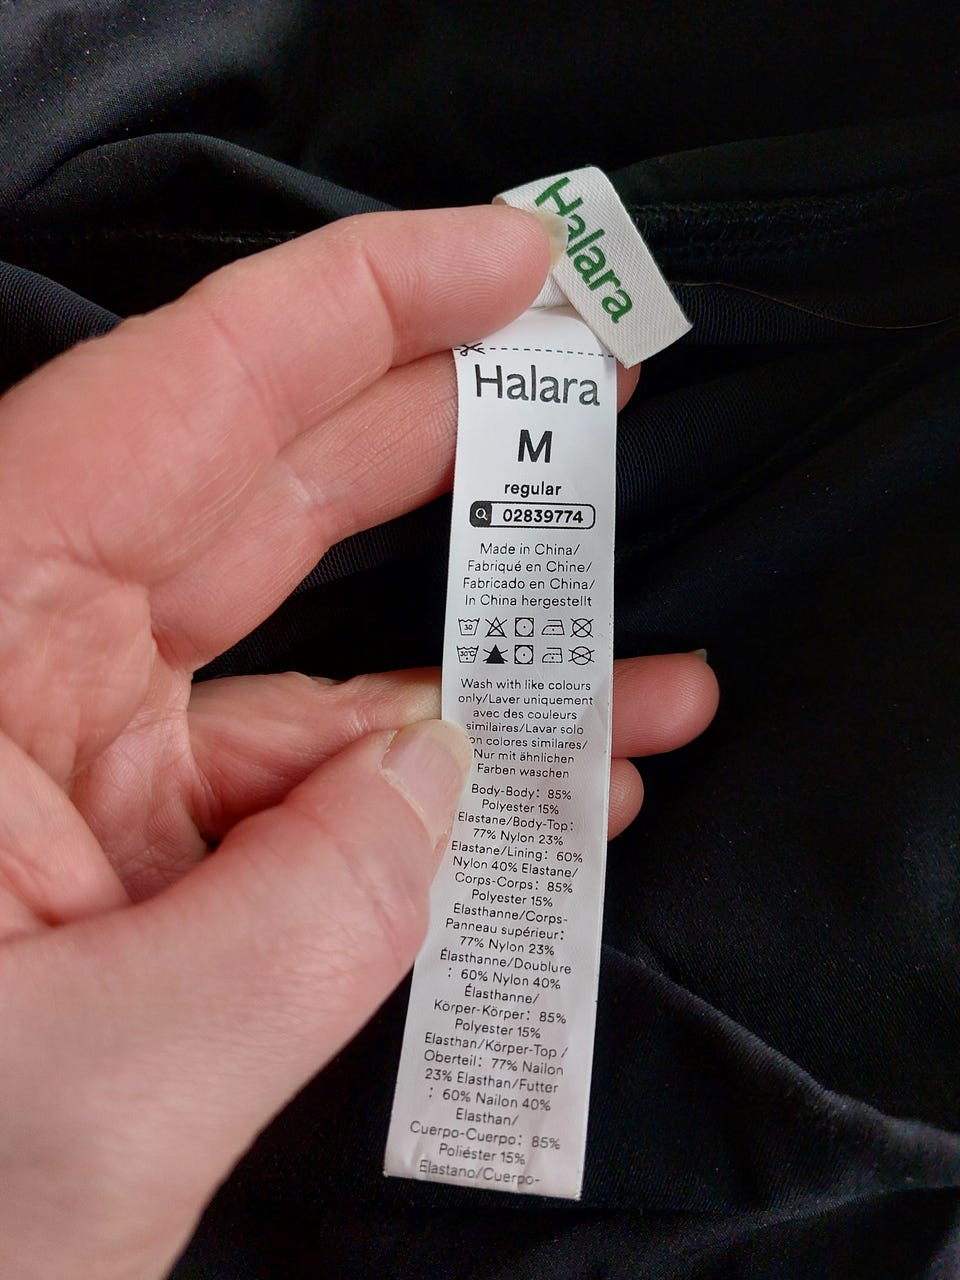 Halara
Halara
M
regular
02839774
Made in China/
Fabriqué en Chine/
Fabricado en China/
In China hergestellt
30
30°C
Wash with like colours
only/Laver uniquement
avec des couleurs
similaires/Lavar solo
on colores similares/
Nur mit ähnlichen
Farben waschen
Body-Body: 85%
Polyester 15%
Elastane/Body-Top:
77% Nylon 23%
Elastane/Lining: 60%
Nylon 40% Elastane/
Corps-Corps: 85%
Polyester 15%
Élasthanne/Corps-
Panneau supérieur:
77% Nylon 23%
Élasthanne/Doublure
: 60% Nylon 40%
Élasthanne/
Körper-Körper: 85%
Polyester 15%
Elasthan/Körper-Top /
Oberteil: 77% Nailon
23% Elasthan/Futter
: 60% Nailon 40%
Elasthan/
Cuerpo-Cuerpo: 85%
Poliéster 15%
Elastano/Cuerpo-